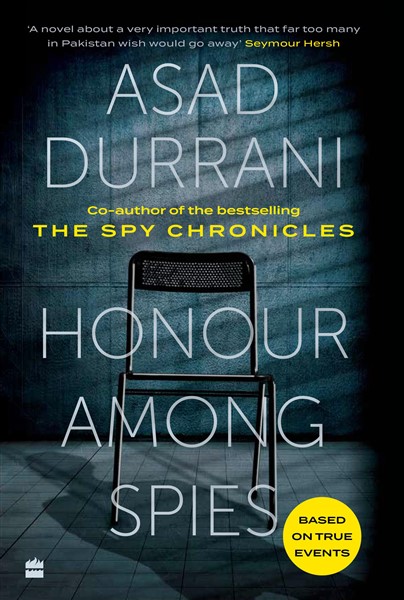 'A novel about a very important truth that far too many
in Pakistan wish would go away' Seymour Hersh
ASAD
DURRANI
Co-author of the bestselling
THE SPY CHRONICLES
HONOUR
AMONG
SPIES
BASED
ON TRUE
EVENTS